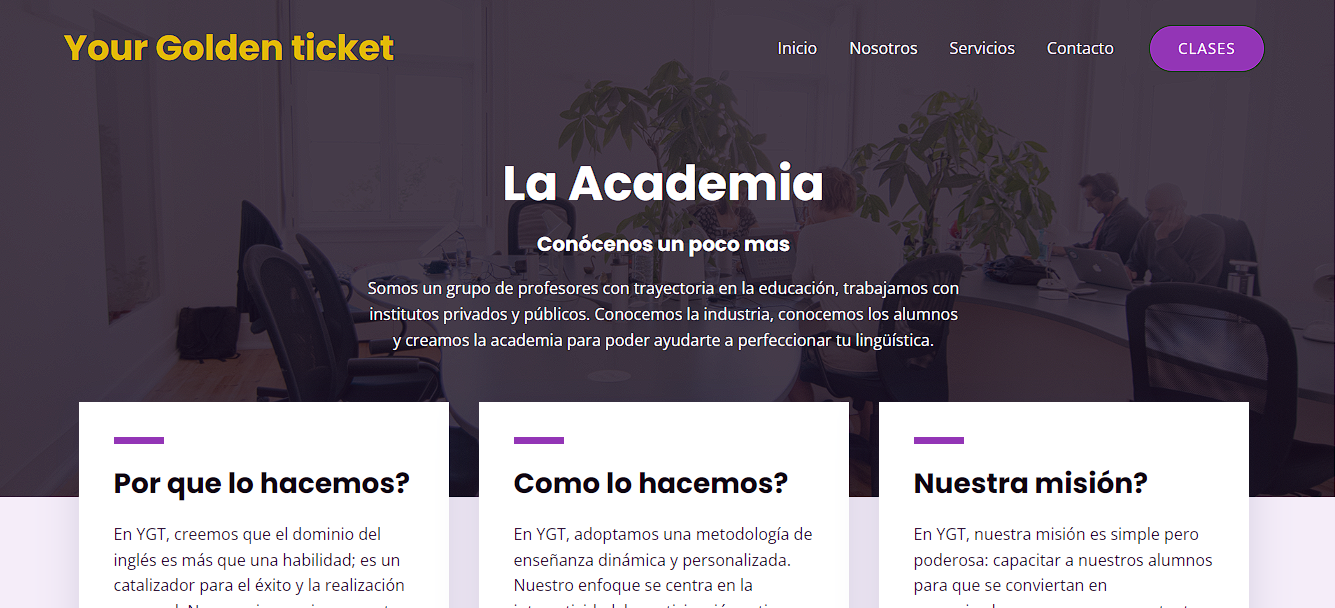 Your Golden ticket
Inicio Nosotros Servicios Contacto CLASES
La Academia
Conócenos un poco mas
Somos un grupo de profesores con trayectoria en la educación, trabajamos con
institutos privados y públicos. Conocemos la industria, conocemos los alumnos
y creamos la academia para poder ayudarte a perfeccionar tu lingüística.
Por que lo hacemos?
En YGT, creemos que el dominio del
inglés es más que una habilidad; es un
catalizador para el éxito y la realización
Como lo hacemos?
En YGT, adoptamos una metodología de
enseñanza dinámica y personalizada.
Nuestro enfoque se centra en la
Nuestra misión?
En YGT, nuestra misión es simple pero
poderosa: capacitar a nuestros alumnos
para que se conviertan en